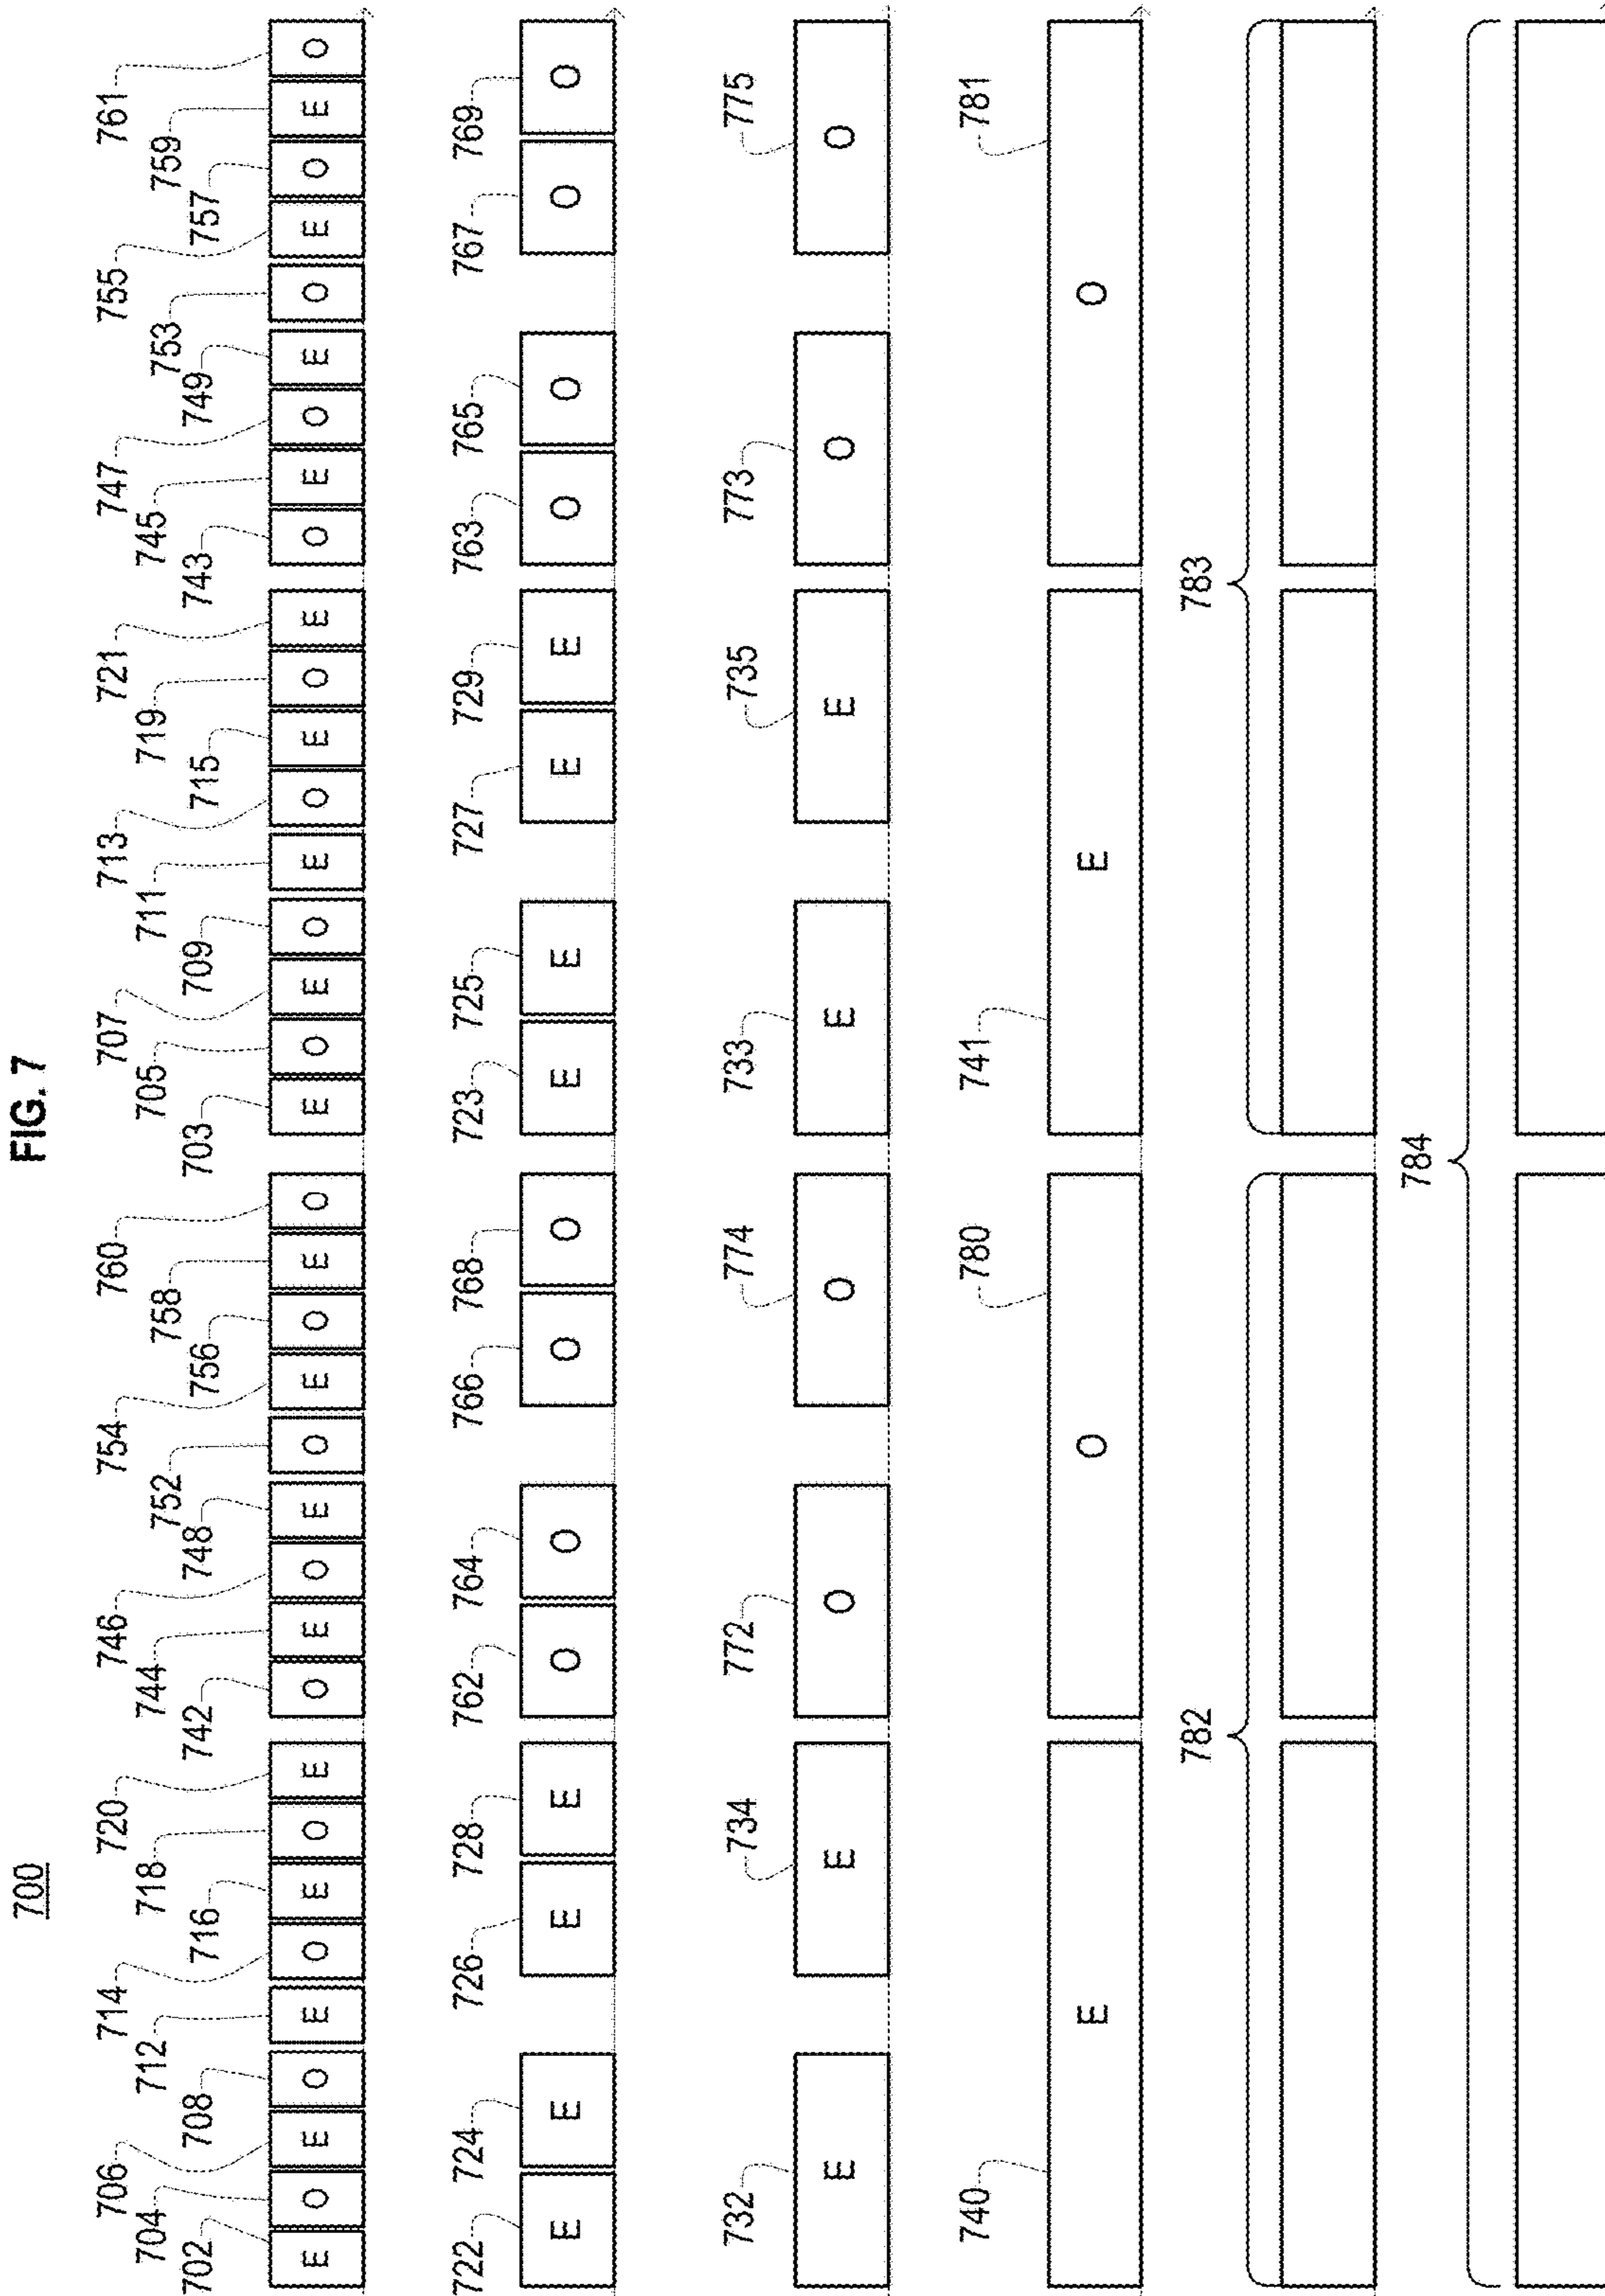 700 FIG. 7
706 714 720 746 754 760 707 713 721 747 755 761
704 712 718 744 752 758 705 711 719 745 753 759
702 708 716 742 748 756 703 709 715 743 749 757
E O E O E O E O E O E O E O E O E O E O E O E O E O E O E O E O E O E O
722 724 726 728 762 764 766 768 723 725 727 729 763 765 767 769
E E E E O O O O E E E E O O O O
732 734 772 774 733 735 773 775
E E O O E E O O
740 780 741 781
E O E O
782 783
784